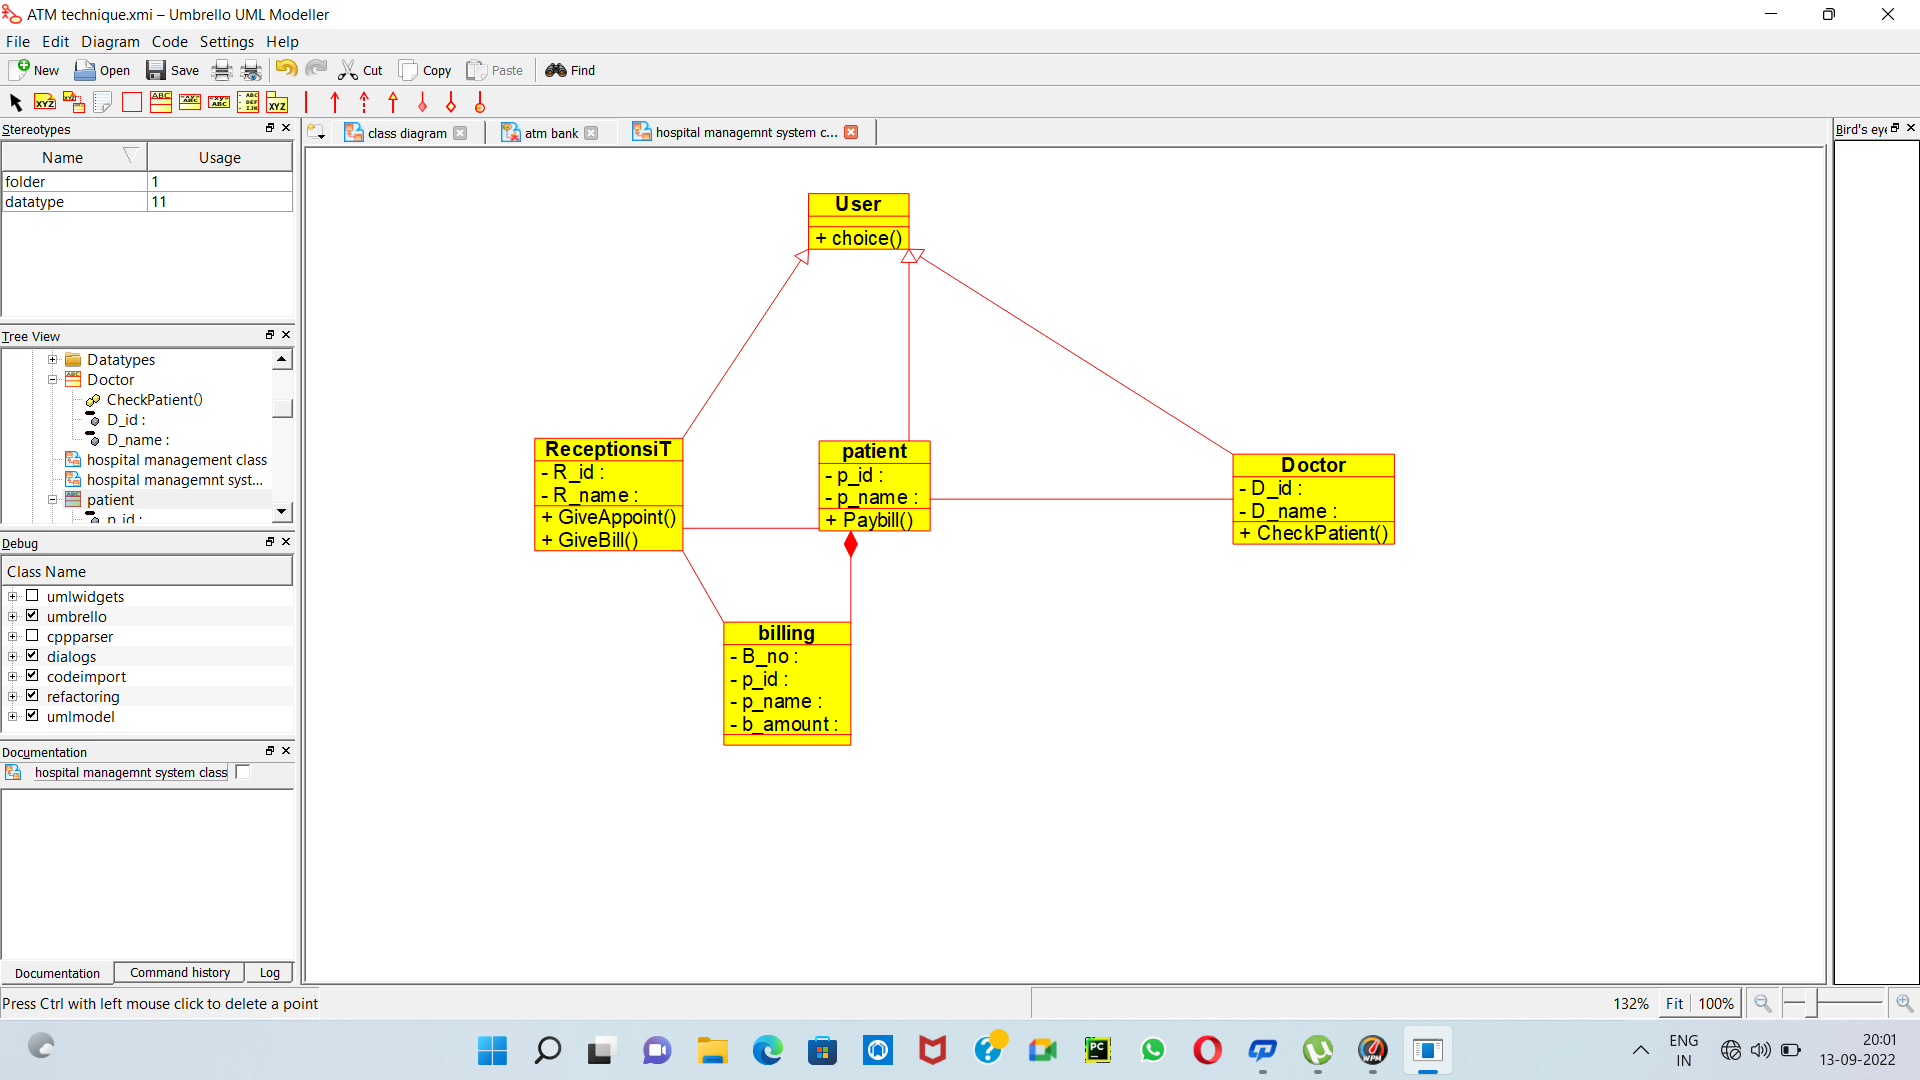 ATM technique.xmi – Umbrello UML Modeller
File Edit Diagram Code Settings Help
New Open Save Cut Copy Paste Find
Stereotypes
Name Usage
folder 1
datatype 11
Tree View
Datatypes
Doctor
CheckPatient()
D_id :
D_name :
hospital management class
hospital managemnt syst...
patient
p_id :
Debug
Class Name
umlwidgets
umbrello
cppparser
dialogs
codeimport
refactoring
umlmodel
Documentation
hospital managemnt system class
Documentation Command history Log
Press Ctrl with left mouse click to delete a point
class diagram
atm bank
hospital managemnt system c...
Bird's eye
User
+ choice()
ReceptionsiT
- R_id :
- R_name :
+ GiveAppoint()
+ GiveBill()
patient
- p_id :
- p_name :
+ Paybill()
Doctor
- D_id :
- D_name :
+ CheckPatient()
billing
- B_no :
- p_id :
- p_name :
- b_amount :
132% Fit 100%
ENG
IN
20:01
13-09-2022